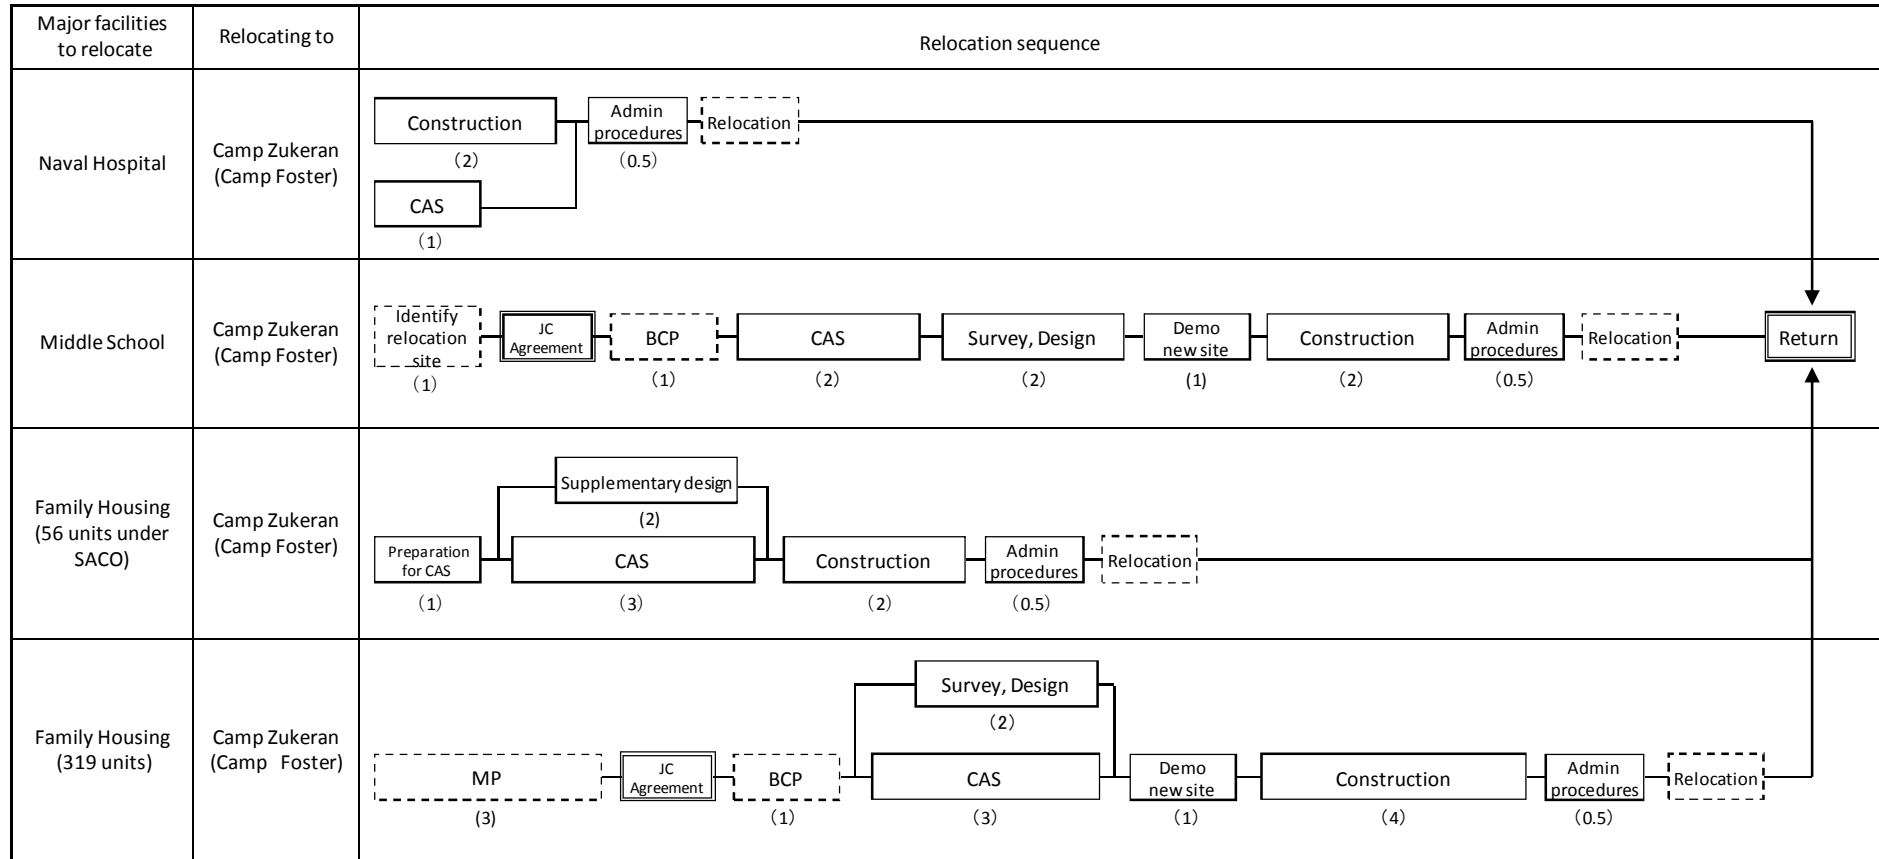 Major facilities
to relocate
Relocating to
Relocation sequence
Naval Hospital
Camp Zukeran
(Camp Foster)
Construction
（2）
CAS
（1）
Admin
procedures
（0.5）
Relocation
Middle School
Camp Zukeran
(Camp Foster)
Identify
relocation
site
（1）
JC
Agreement
BCP
（1）
CAS
（2）
Survey, Design
（2）
Demo
new site
(1)
Construction
（2）
Admin
procedures
（0.5）
Relocation
Return
Family Housing
(56 units under
SACO)
Camp Zukeran
(Camp Foster)
Preparation
for CAS
（1）
Supplementary design
(2)
CAS
（3）
Construction
（2）
Admin
procedures
（0.5）
Relocation
Family Housing
(319 units)
Camp Zukeran
(Camp Foster)
MP
(3)
JC
Agreement
BCP
（1）
Survey, Design
（2）
CAS
（3）
Demo
new site
（1）
Construction
（4）
Admin
procedures
（0.5）
Relocation